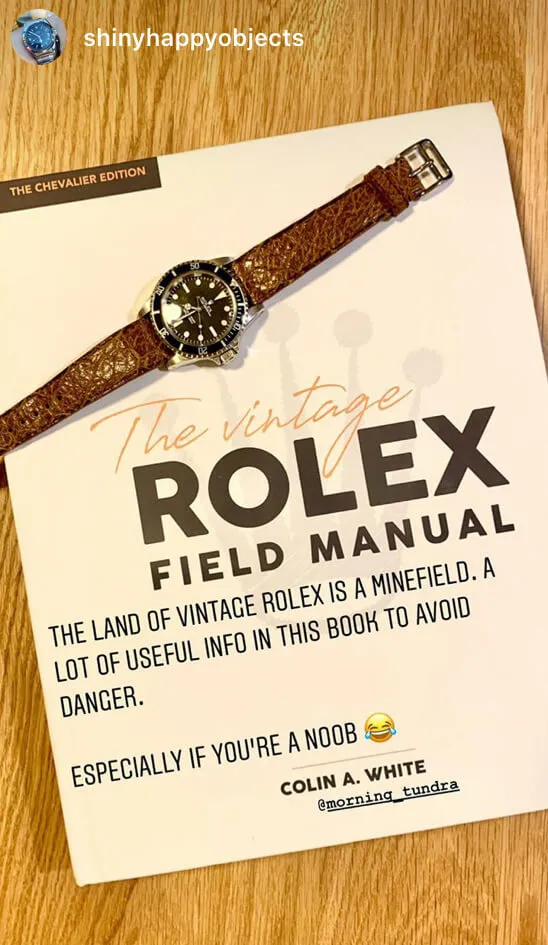 shinyhappyobjects
THE CHEVALIER EDITION
50
The vintage
ROLEX
FIELD MANUAL
THE LAND OF VINTAGE ROLEX IS A MINEFIELD. A
LOT OF USEFUL INFO IN THIS BOOK TO AVOID
DANGER.
ESPECIALLY IF YOU'RE A NOOB 😂
COLIN A. WHITE
@morning_tundra